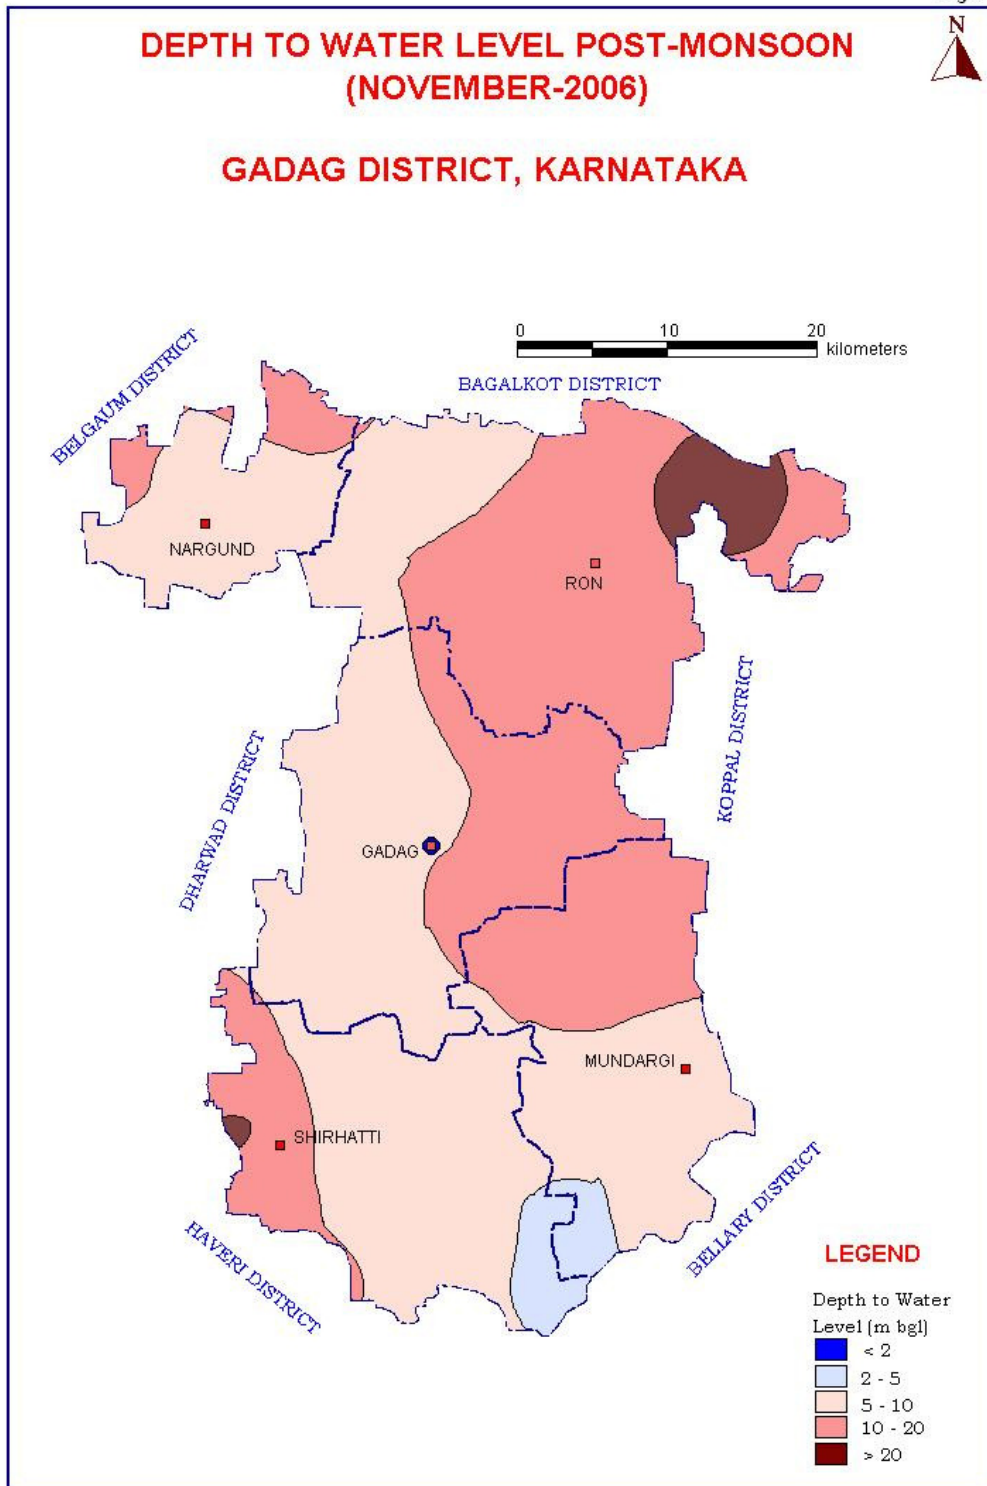 N
DEPTH TO WATER LEVEL POST-MONSOON
(NOVEMBER-2006)
GADAG DISTRICT, KARNATAKA
0 10 20
kilometers
BELGAUM DISTRICT
BAGALKOT DISTRICT
NARGUND
RON
KOPPAL DISTRICT
DHARWAD DISTRICT
GADAG
MUNDARGI
SHIRHATTI
HAVERI DISTRICT
BELLARY DISTRICT
LEGEND
Depth to Water
Level (m bgl)
< 2
2 - 5
5 - 10
10 - 20
> 20